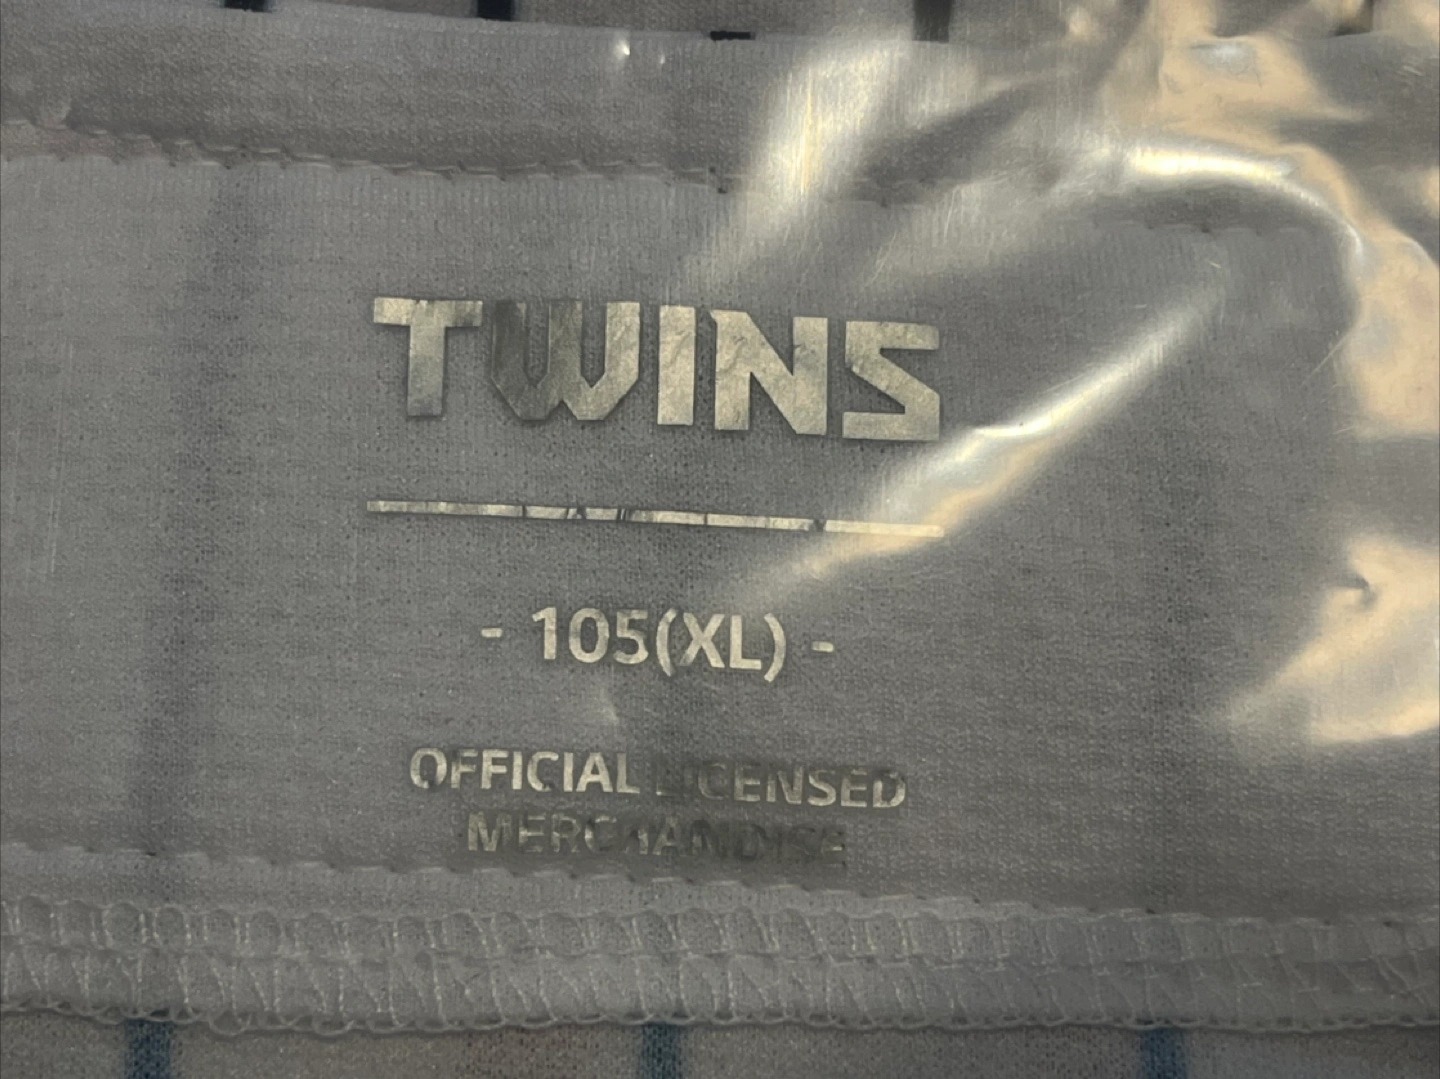 TWINS
- 105(XL) -
OFFICIAL LICENSED
MERCHANDISE